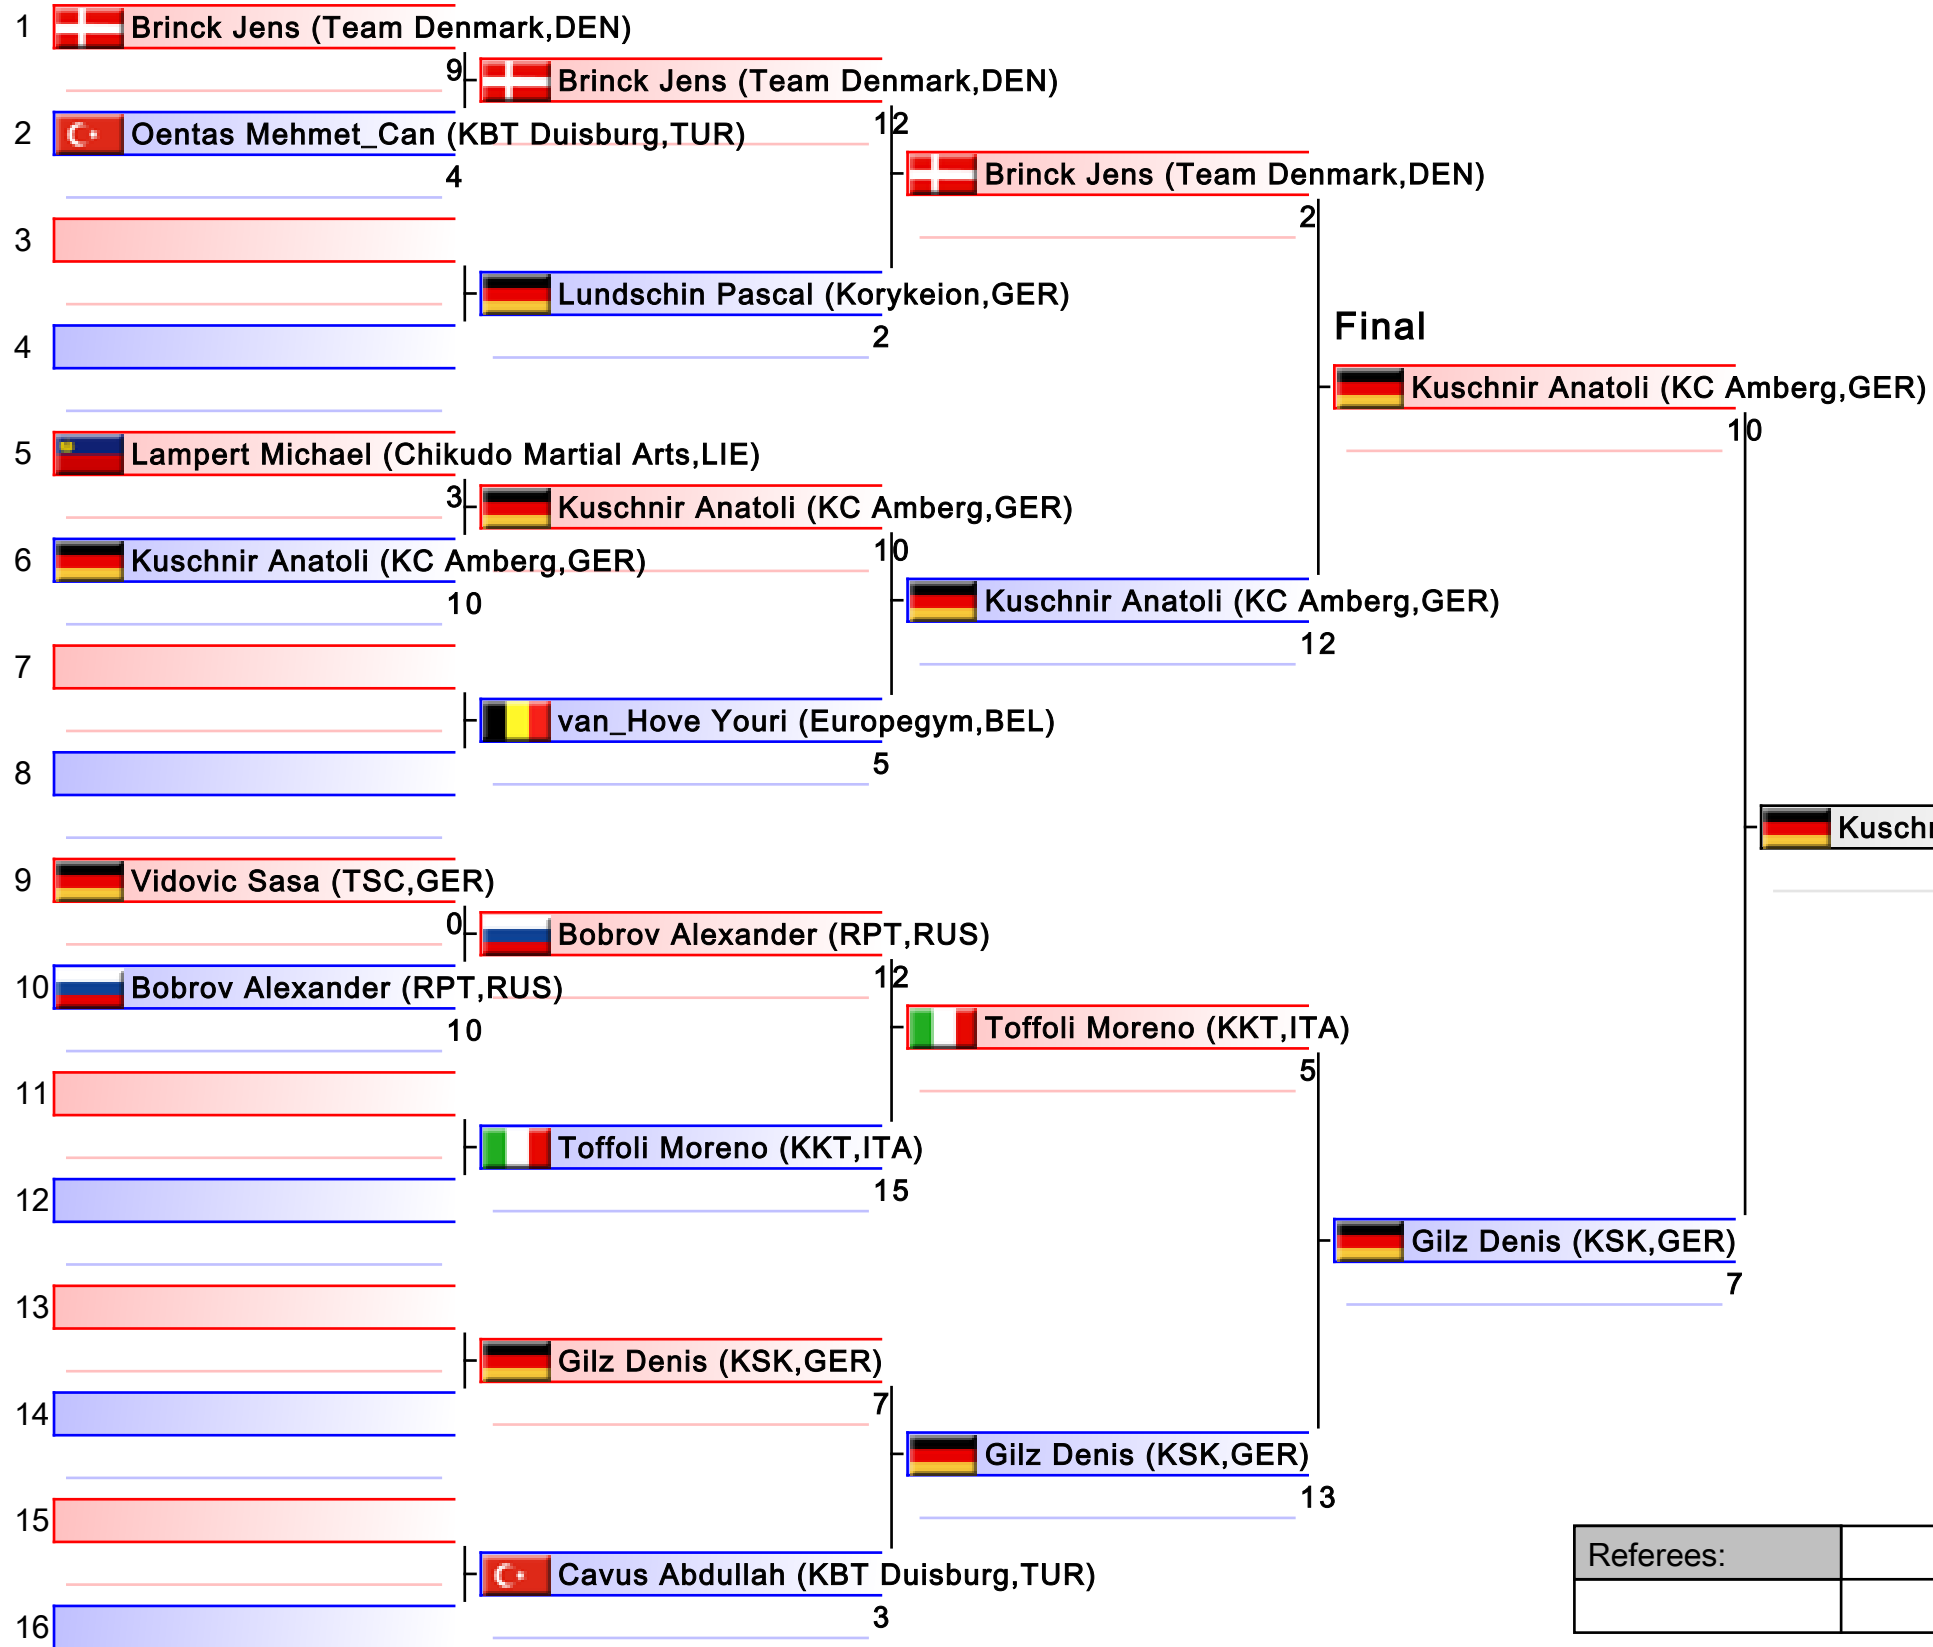 1 Brinck Jens (Team Denmark,DEN)
9 Brinck Jens (Team Denmark,DEN)
12
2 Oentas Mehmet_Can (KBT Duisburg,TUR)
4
Brinck Jens (Team Denmark,DEN)
2
3
Lundschin Pascal (Korykeion,GER)
2
4
Final
Kuschnir Anatoli (KC Amberg,GER)
10
5 Lampert Michael (Chikudo Martial Arts,LIE)
3 Kuschnir Anatoli (KC Amberg,GER)
10
6 Kuschnir Anatoli (KC Amberg,GER)
10
Kuschnir Anatoli (KC Amberg,GER)
12
7
van_Hove Youri (Europegym,BEL)
5
8
Kuschn
9 Vidovic Sasa (TSC,GER)
0 Bobrov Alexander (RPT,RUS)
12
10 Bobrov Alexander (RPT,RUS)
10
Toffoli Moreno (KKT,ITA)
5
11
Toffoli Moreno (KKT,ITA)
15
12
Gilz Denis (KSK,GER)
7
13
Gilz Denis (KSK,GER)
7
14
Gilz Denis (KSK,GER)
13
15
Cavus Abdullah (KBT Duisburg,TUR)
3
16
Referees: